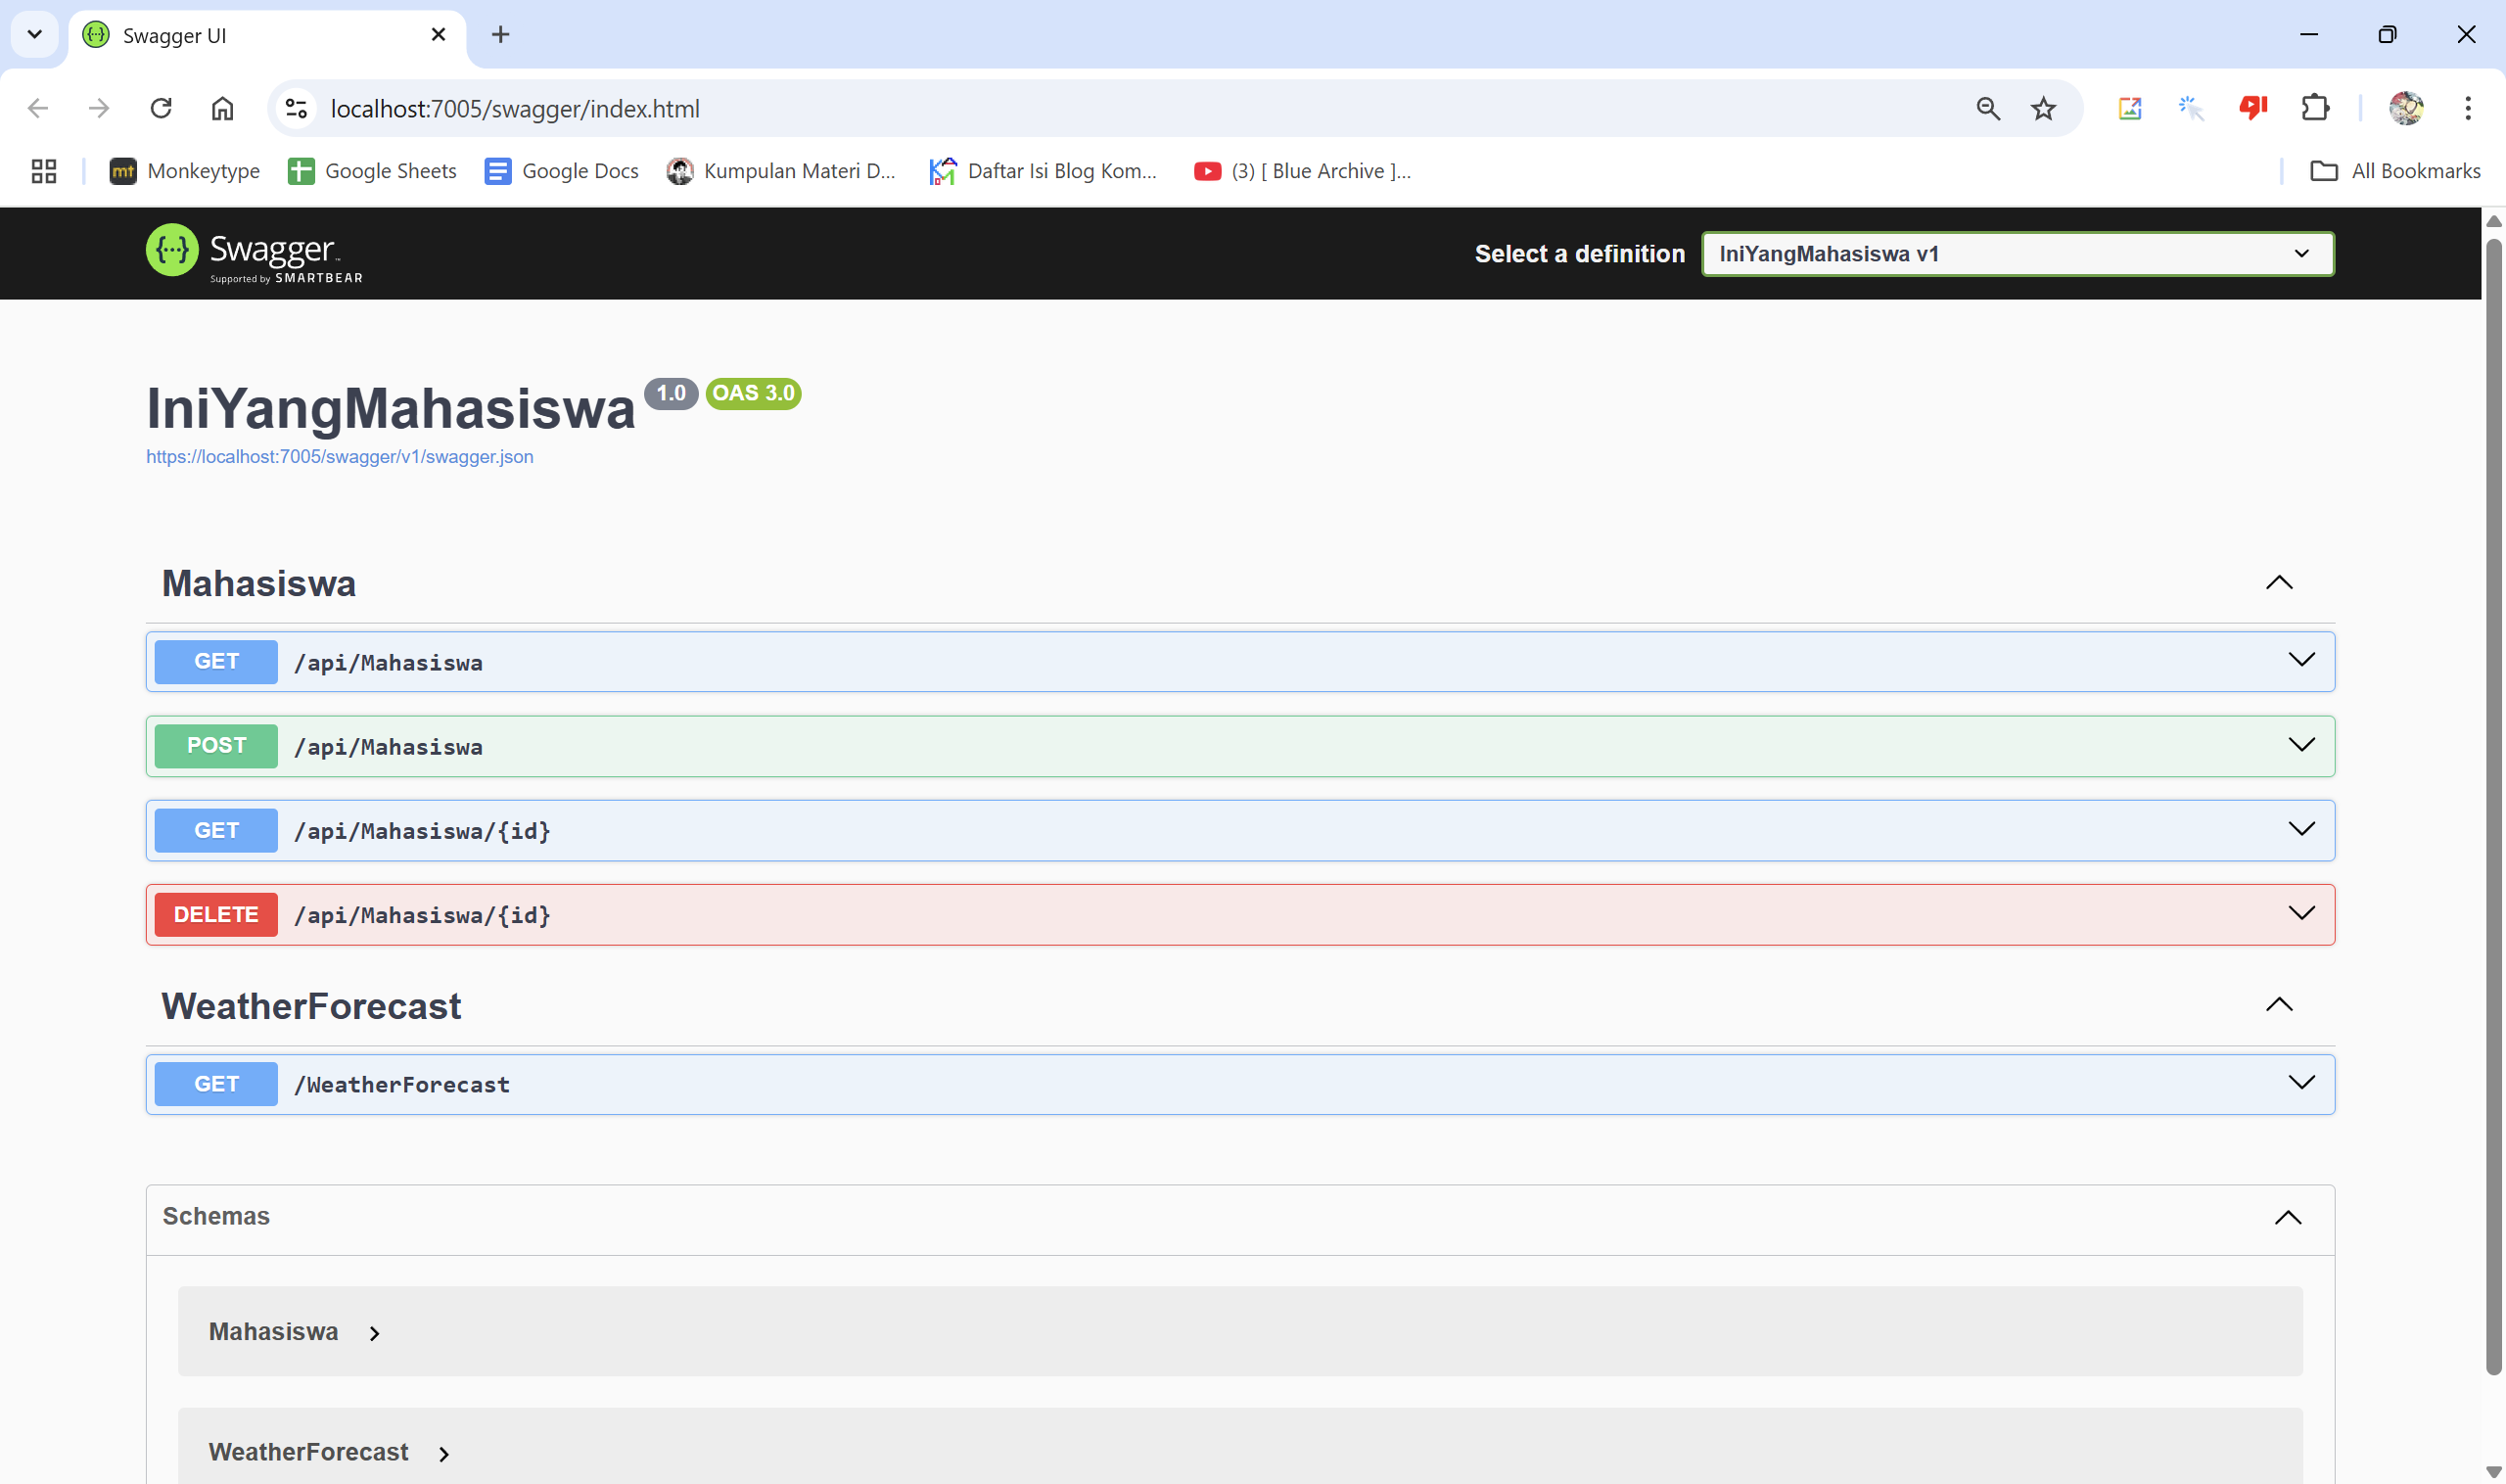 Swagger UI
localhost:7005/swagger/index.html
mt Monkeytype Google Sheets Google Docs Kumpulan Materi D... Daftar Isi Blog Kom... (3) [ Blue Archive ]... All Bookmarks
Swagger
Supported by SMARTBEAR
Select a definition IniYangMahasiswa v1
IniYangMahasiswa 1.0 OAS 3.0
https://localhost:7005/swagger/v1/swagger.json
Mahasiswa
GET /api/Mahasiswa
POST /api/Mahasiswa
GET /api/Mahasiswa/{id}
DELETE /api/Mahasiswa/{id}
WeatherForecast
GET /WeatherForecast
Schemas
Mahasiswa
WeatherForecast